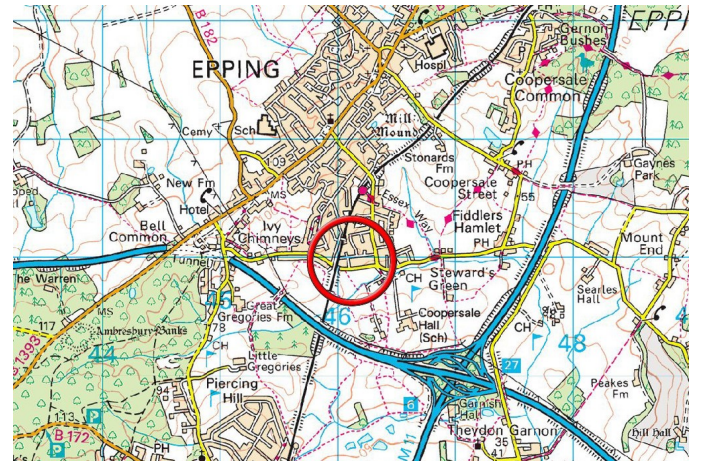 B 182
EPPING
Hospl
Gernon
Bushes
EPPI
Coopersale
Common
Cemy
Sch
Mill
Mound
P
PH
109
MS
Stonards
Fm
Gaynes
Park
New Fm
Hotel
Coopersale
Street
55
Essex Way
Bell
Common
Ivy
Chimneys
Fiddlers
Hamlet
PH
Mount
End
Tunnel
The Warren
CH
Steward's
Green
Searles
Hall
45
Great
Gregories Fm
46
MS
117
Ambresbury Banks
78
CH
Coopersale
Hall
(Sch)
CH
48
B 1393
44
Little
Gregories
27
Piercing
Hill
94
6
Peakes
Fm
Garnish
Hall
113
P
B 172
P
PH
M 11
Theydon Garnon
35
41
Hill Hall